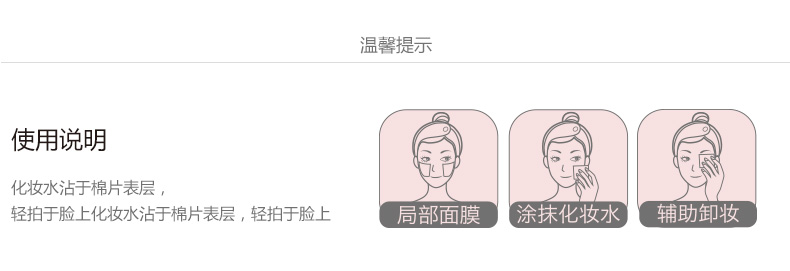 温馨提示
使用说明
化妆水沾于棉片表层，
轻拍于脸上化妆水沾于棉片表层，轻拍于脸上
局部面膜
涂抹化妆水
辅助卸妆